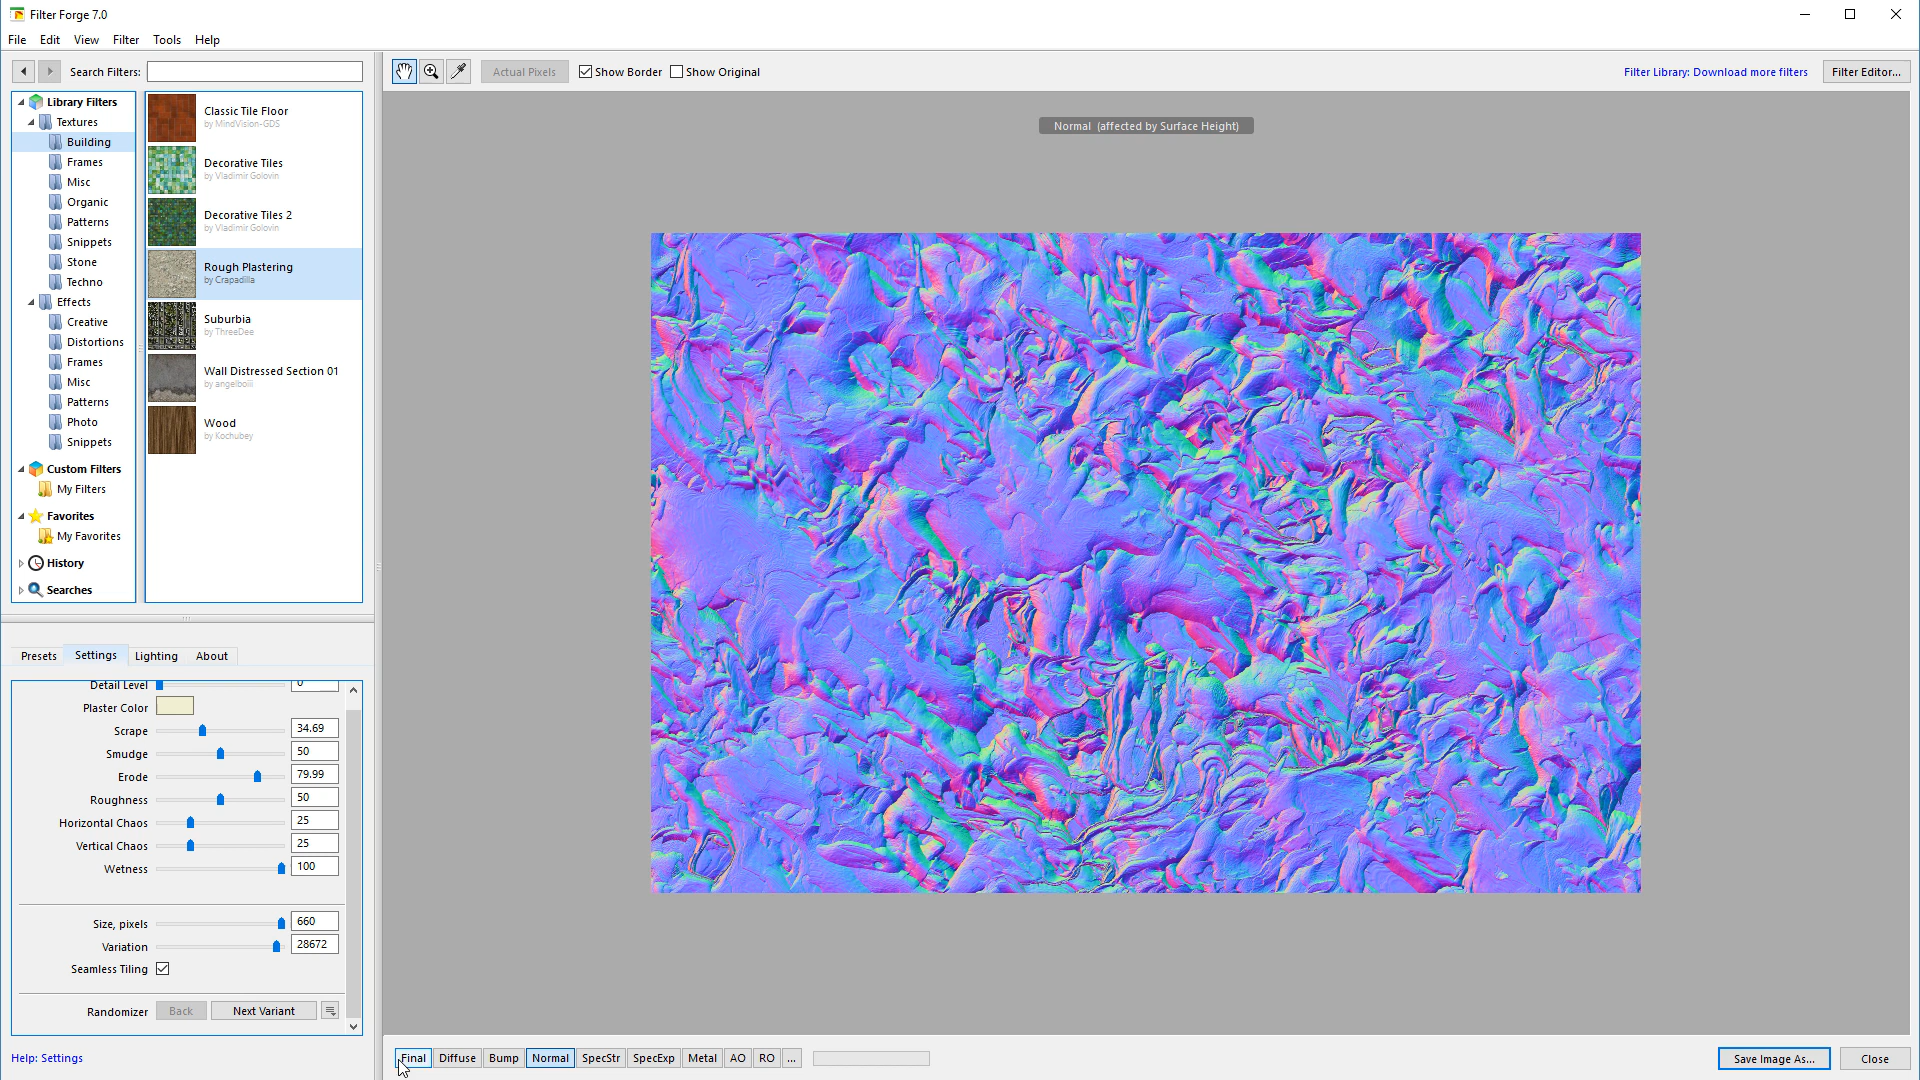 Filter Forge 7.0
File Edit View Filter Tools Help
Search Filters:
Actual Pixels
Show Border
Show Original
Filter Library: Download more filters
Filter Editor...
Library Filters
Textures
Building
Frames
Misc
Organic
Patterns
Snippets
Stone
Techno
Effects
Creative
Distortions
Frames
Misc
Patterns
Photo
Snippets
Custom Filters
My Filters
Favorites
My Favorites
History
Searches
Classic Tile Floor
by MindVision-GDS
Decorative Tiles
by Vladimir Golovin
Decorative Tiles 2
by Vladimir Golovin
Rough Plastering
by Crapadilla
Suburbia
by ThreeDee
Wall Distressed Section 01
by angelboiii
Wood
by Kochubey
Normal (affected by Surface Height)
Presets Settings Lighting About
Detail Level 0
Plaster Color
Scrape 34.69
Smudge 50
Erode 79.99
Roughness 50
Horizontal Chaos 25
Vertical Chaos 25
Wetness 100
Size, pixels 660
Variation 28672
Seamless Tiling
Randomizer Back Next Variant
Help: Settings
Final Diffuse Bump Normal SpecStr SpecExp Metal AO RO ...
Save Image As... Close